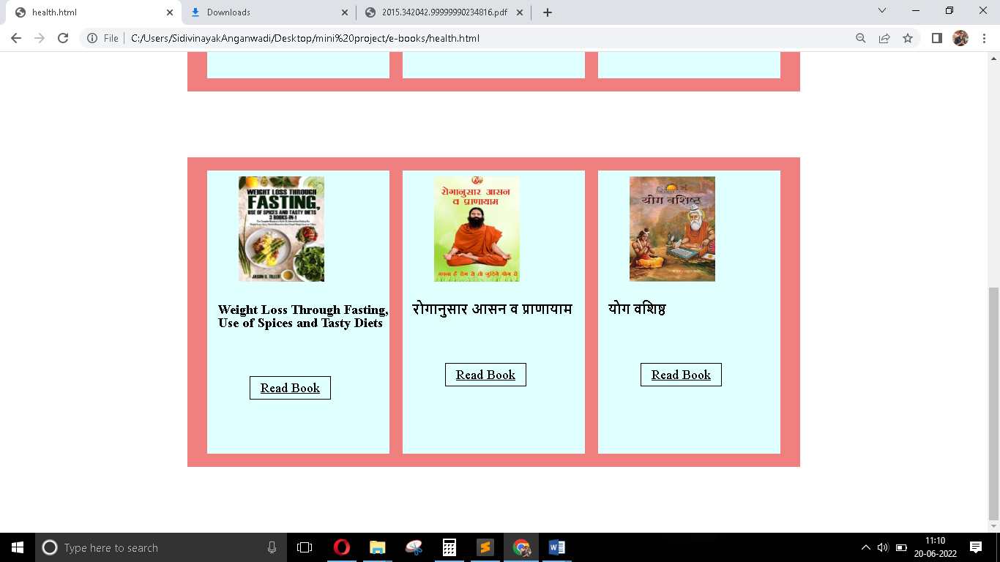 health.html
Downloads
2015.342042.99999990234816.pdf
File
C:/Users/SidivinayakAnganwadi/Desktop/mini%20project/e-books/health.html
WEIGHT LOSS THROUGH
FASTING,
USE OF SPICES AND TASTY DIETS
3 BOOKS-IN-1
JASON B. TILLER
रोगानुसार आसन
व प्राणायाम
योग वशिष्ठ
Weight Loss Through Fasting,
Use of Spices and Tasty Diets
रोगानुसार आसन व प्राणायाम
योग वशिष्ठ
Read Book
Read Book
Read Book
Type here to search
11:10
20-06-2022